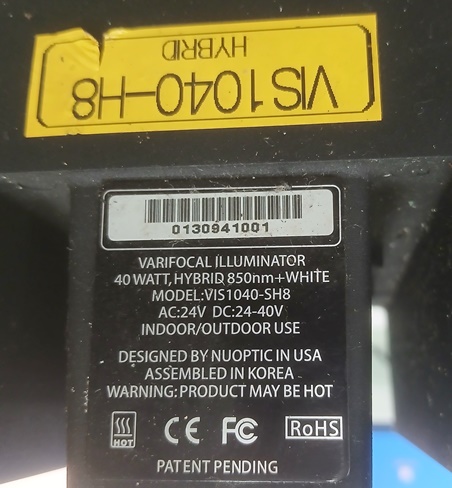 VIS1040-H8
HYBRID
0130941001
VARIFOCAL ILLUMINATOR
40 WATT, HYBRID 850nm+WHITE
MODEL:VIS1040-SH8
AC:24V DC:24-40V
INDOOR/OUTDOOR USE
DESIGNED BY NUOPTIC IN USA
ASSEMBLED IN KOREA
WARNING: PRODUCT MAY BE HOT
HOT CE FC RoHS
PATENT PENDING